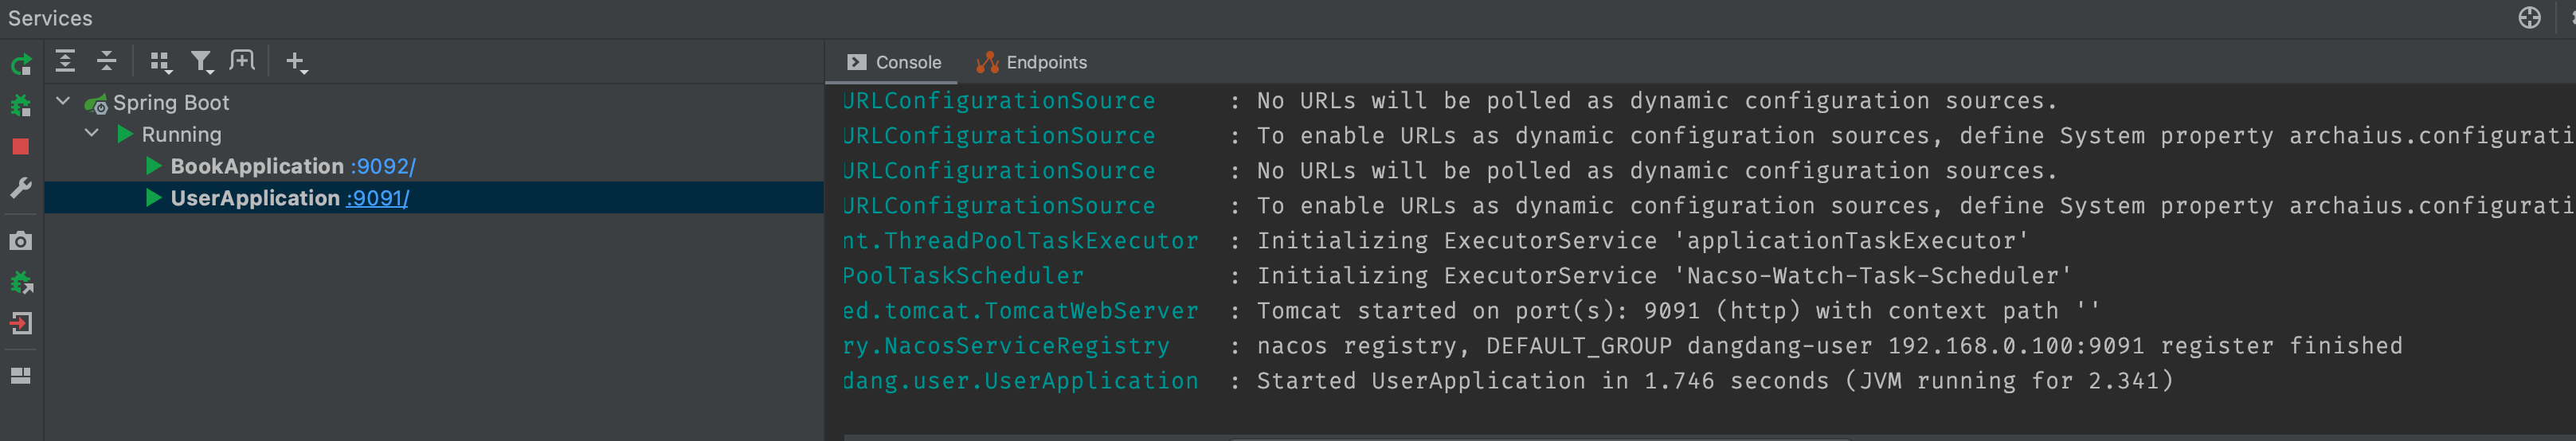 Services
Spring Boot
Running
BookApplication :9092/
UserApplication :9091/
Console
Endpoints
URLConfigurationSource : No URLs will be polled as dynamic configuration sources.
URLConfigurationSource : To enable URLs as dynamic configuration sources, define System property archaius.configurati
URLConfigurationSource : No URLs will be polled as dynamic configuration sources.
URLConfigurationSource : To enable URLs as dynamic configuration sources, define System property archaius.configurati
nt.ThreadPoolTaskExecutor : Initializing ExecutorService 'applicationTaskExecutor'
PoolTaskScheduler : Initializing ExecutorService 'Nacso-Watch-Task-Scheduler'
ed.tomcat.TomcatWebServer : Tomcat started on port(s): 9091 (http) with context path ''
ry.NacosServiceRegistry : nacos registry, DEFAULT_GROUP dangdang-user 192.168.0.100:9091 register finished
dang.user.UserApplication : Started UserApplication in 1.746 seconds (JVM running for 2.341)